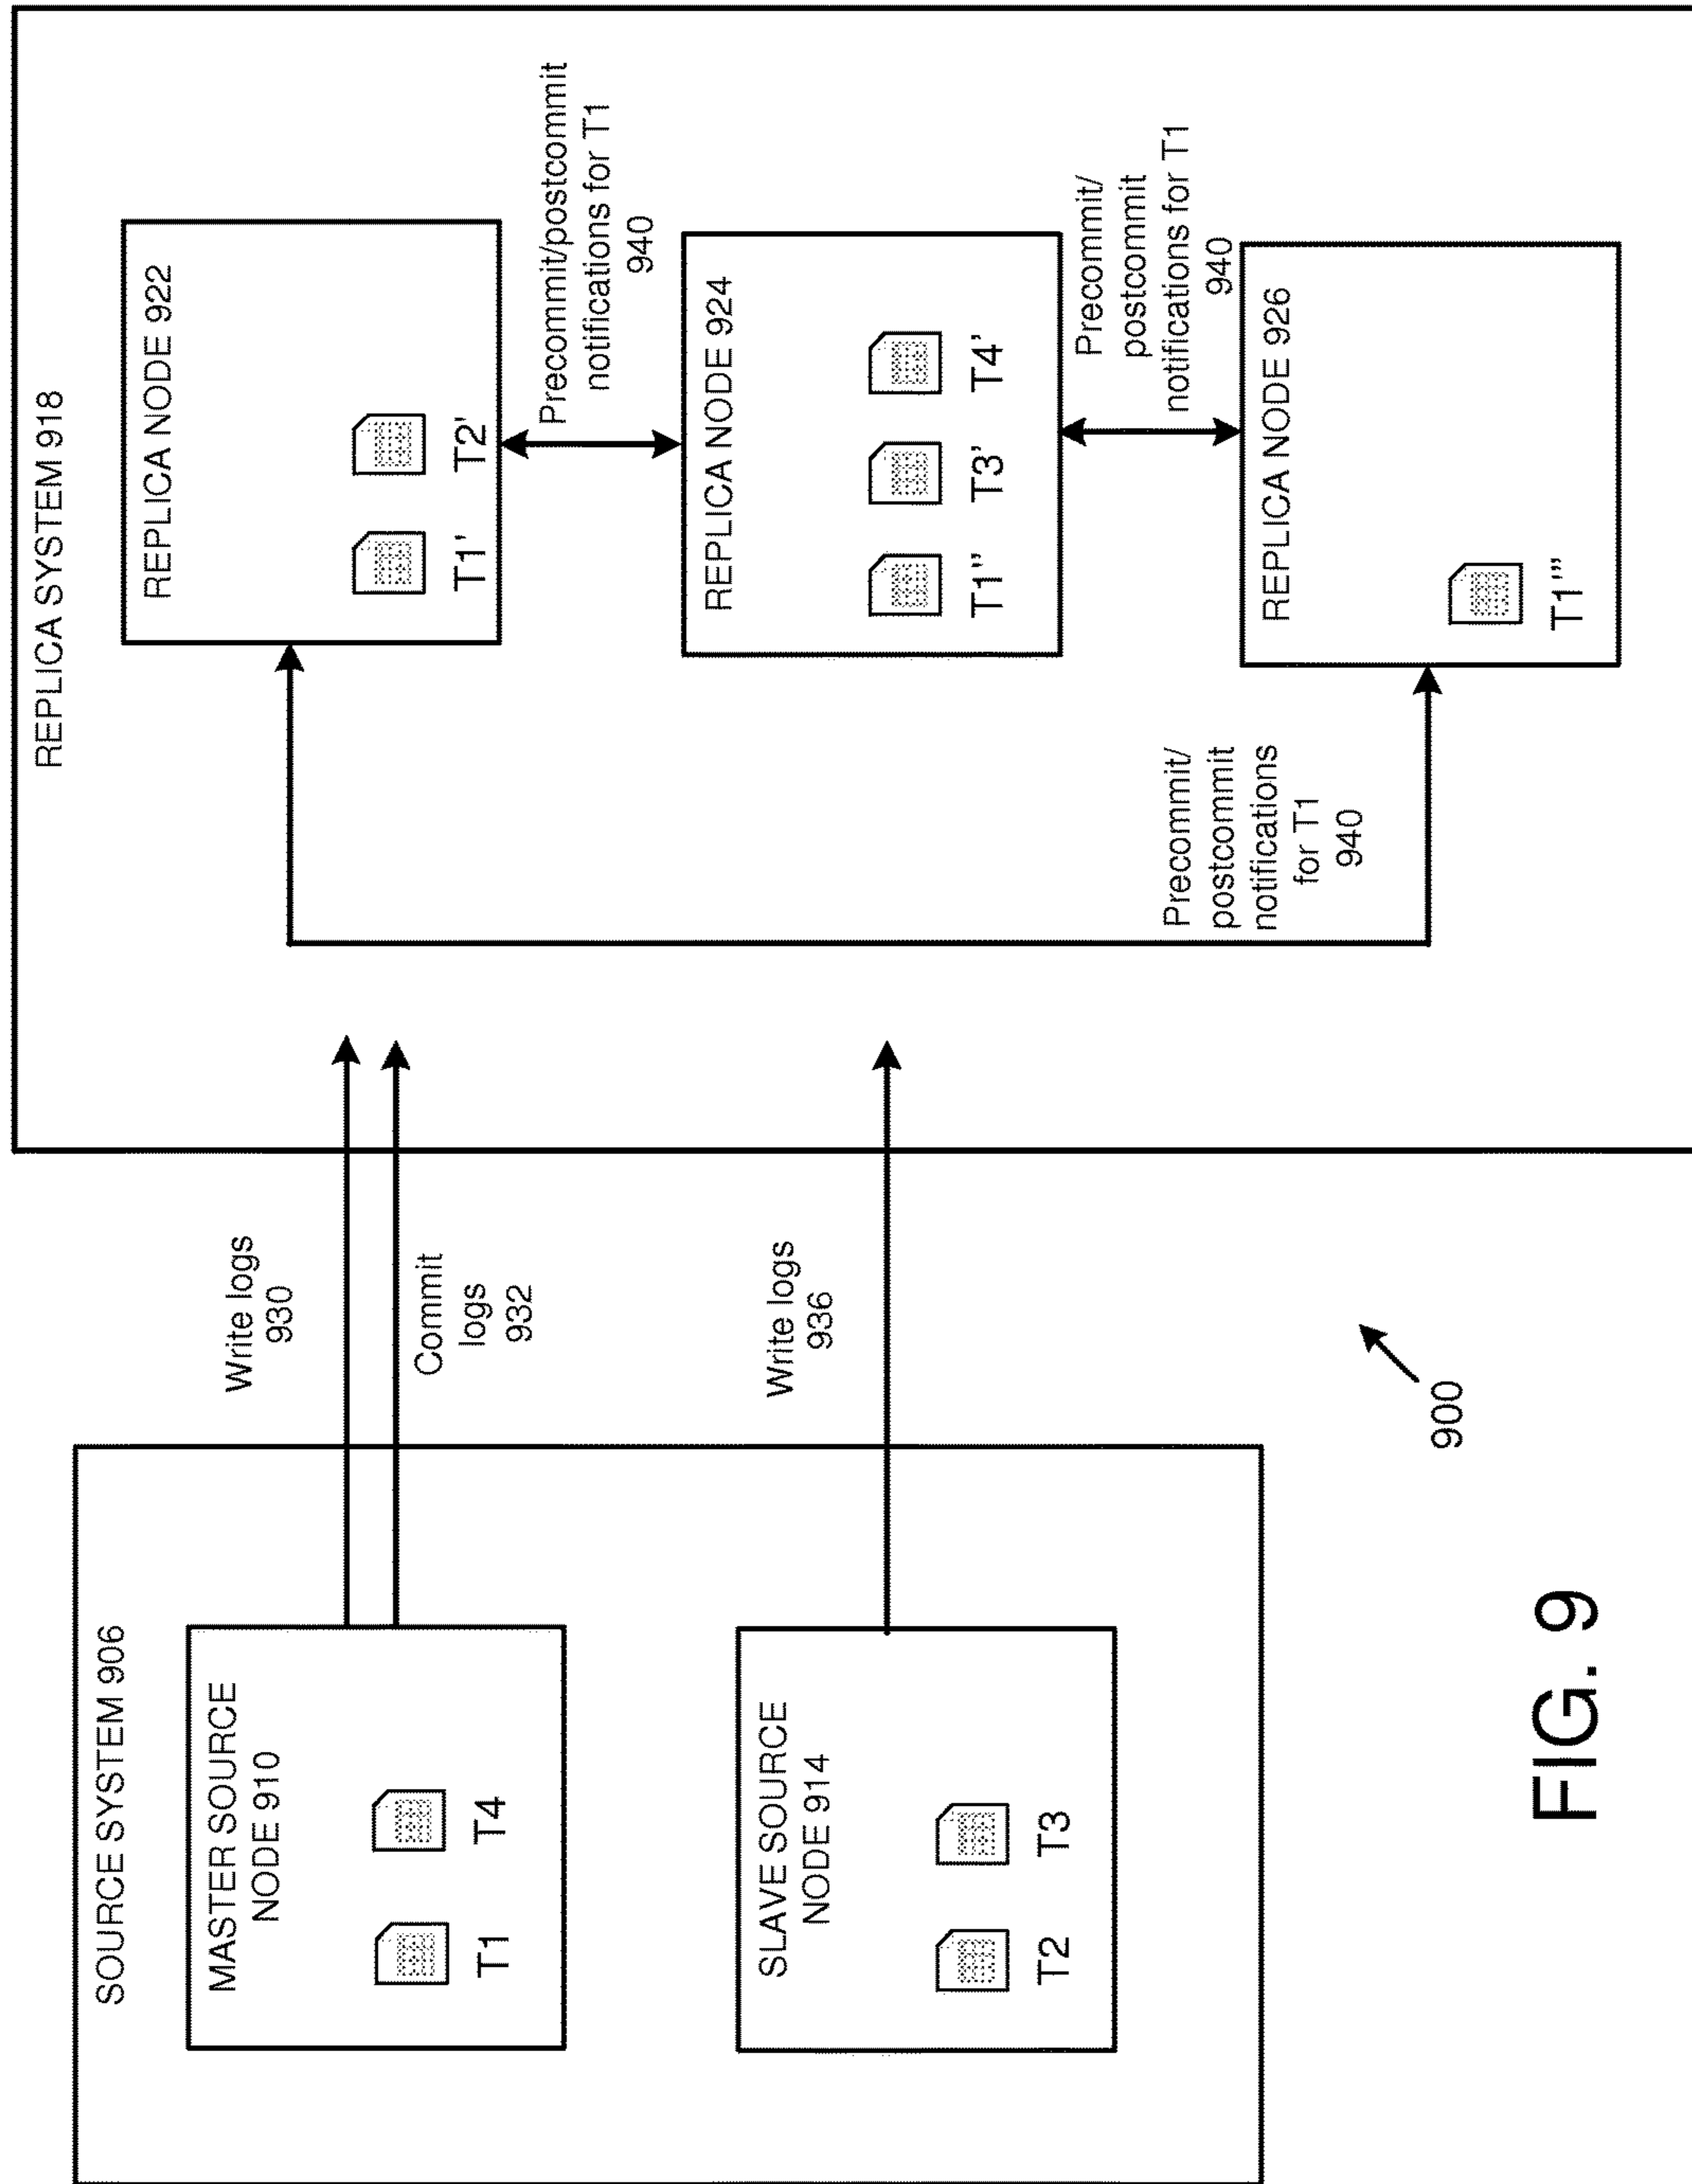 SOURCE SYSTEM 906
MASTER SOURCE
NODE 910
T1
T4
SLAVE SOURCE
NODE 914
T2
T3
Write logs
930
Commit
logs
932
Write logs
936
900
REPLICA SYSTEM 918
REPLICA NODE 922
T1'
T2'
Precommit/postcommit
notifications for T1
940
REPLICA NODE 924
T1"
T3'
T4'
Precommit/
postcommit
notifications for T1
940
Precommit/
postcommit
notifications
for T1
940
REPLICA NODE 926
T1'"
FIG. 9